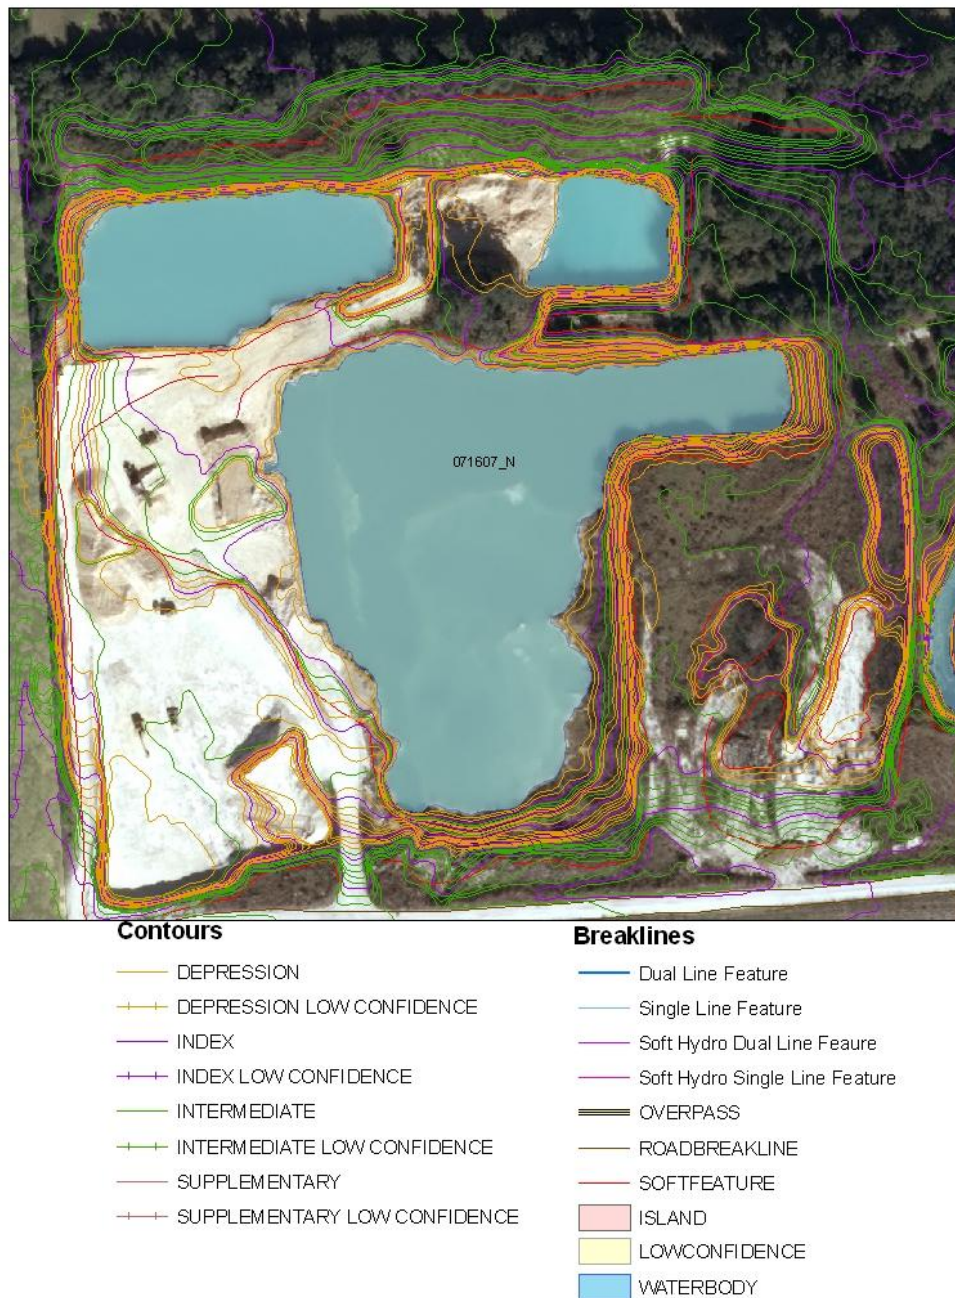 071607_N
Contours
DEPRESSION
DEPRESSION LOW CONFIDENCE
INDEX
INDEX LOW CONFIDENCE
INTERMEDIATE
INTERMEDIATE LOW CONFIDENCE
SUPPLEMENTARY
SUPPLEMENTARY LOW CONFIDENCE
Breaklines
Dual Line Feature
Single Line Feature
Soft Hydro Dual Line Feaure
Soft Hydro Single Line Feature
OVERPASS
ROADBREAKLINE
SOFTFEATURE
ISLAND
LOWCONFIDENCE
WATERBODY